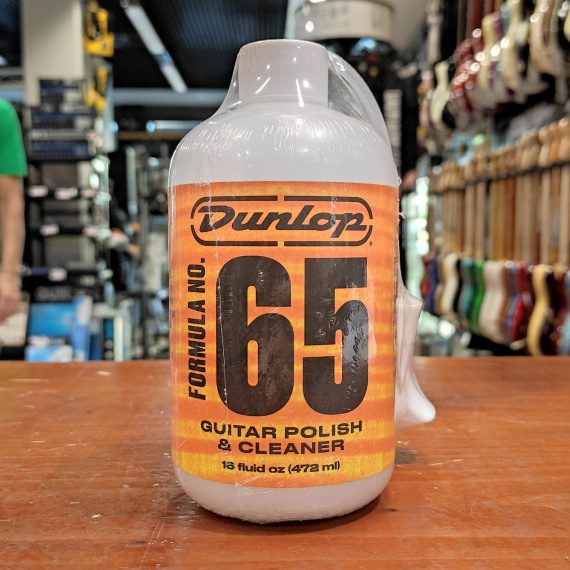 Dunlop
FORMULA NO.
65
GUITAR POLISH
& CLEANER
16 fluid oz (472 ml)